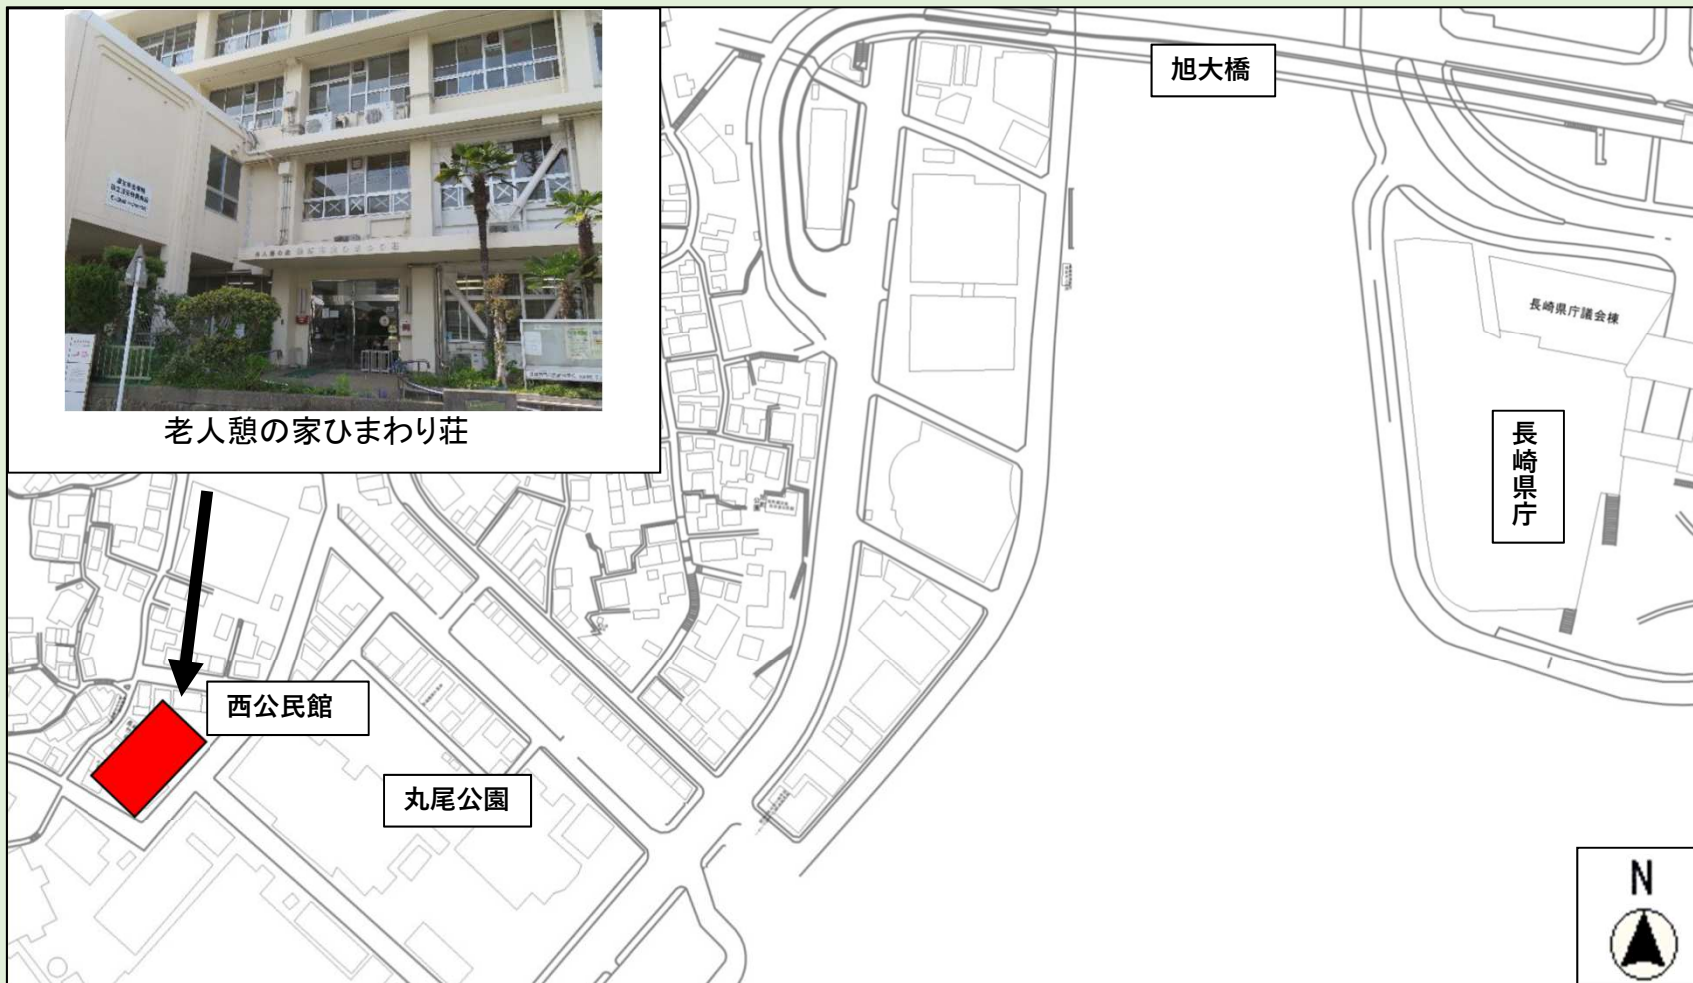 老人憩の家ひまわり荘
旭大橋
長崎県庁議会棟
長崎県庁
西公民館
丸尾公園
N